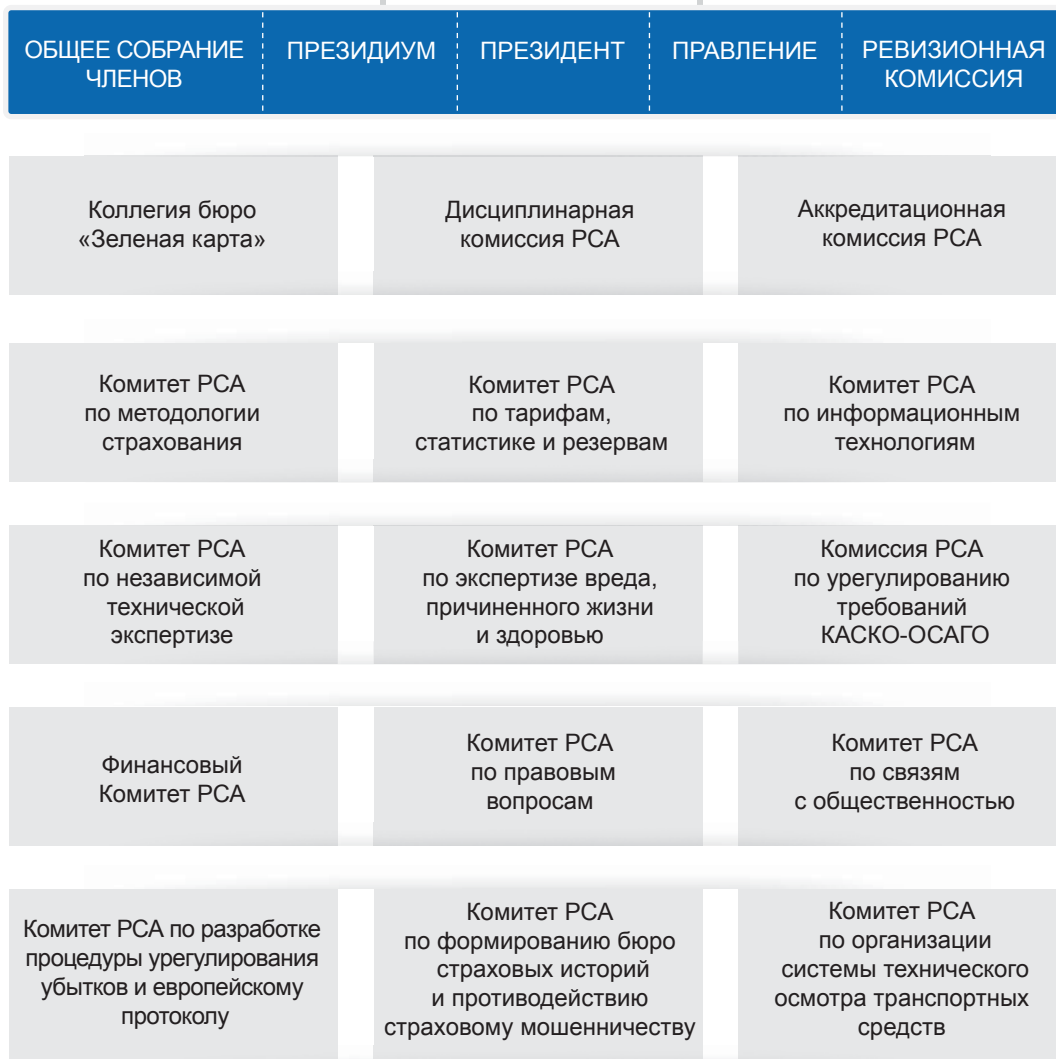 ОБЩЕЕ СОБРАНИЕ
ЧЛЕНОВ
ПРЕЗИДИУМ
ПРЕЗИДЕНТ
ПРАВЛЕНИЕ
РЕВИЗИОННАЯ
КОМИССИЯ
Коллегия бюро
«Зеленая карта»
Дисциплинарная
комиссия РСА
Аккредитационная
комиссия РСА
Комитет РСА
по методологии
страхования
Комитет РСА
по тарифам,
статистике и резервам
Комитет РСА
по информационным
технологиям
Комитет РСА
по независимой
технической
экспертизе
Комитет РСА
по экспертизе вреда,
причиненного жизни
и здоровью
Комиссия РСА
по урегулированию
требований
КАСКО-ОСАГО
Финансовый
Комитет РСА
Комитет РСА
по правовым
вопросам
Комитет РСА
по связям
с общественностью
Комитет РСА по разработке
процедуры урегулирования
убытков и европейскому
протоколу
Комитет РСА
по формированию бюро
страховых историй
и противодействию
страховому мошенничеству
Комитет РСА
по организации
системы технического
осмотра транспортных
средств